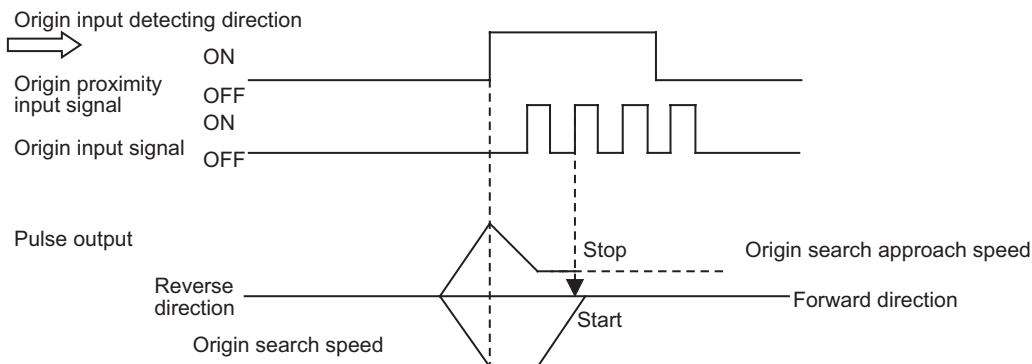 Origin input detecting direction
ON
Origin proximity
input signal
OFF
ON
Origin input signal
OFF
Pulse output
Stop
Origin search approach speed
Reverse
direction
Forward direction
Start
Origin search speed